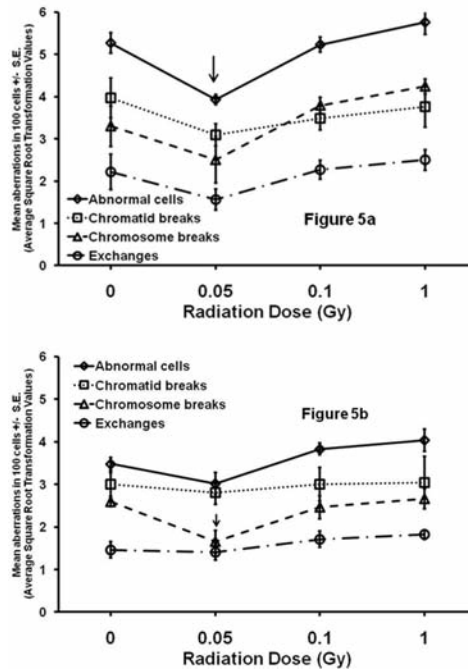 Mean aberrations in 100 cells +/- S.E.
(Average Square Root Transformation Values)
6
5
4
3
2
1
0
Abnormal cells
Chromatid breaks
Chromosome breaks
Exchanges
Figure 5a
0
0.05
0.1
1
Radiation Dose (Gy)
Mean aberrations in 100 cells +/- S.E.
(Average Square Root Transformation Values)
6
5
4
3
2
1
0
Abnormal cells
Chromatid breaks
Chromosome breaks
Exchanges
Figure 5b
0
0.05
0.1
1
Radiation Dose (Gy)